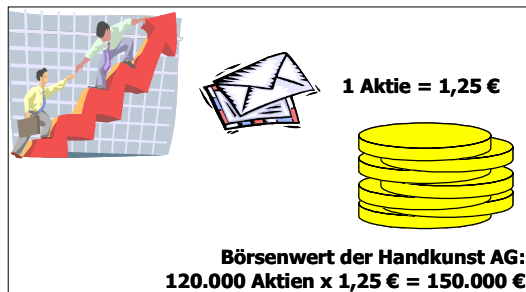 1 Aktie = 1,25 €
Börsenwert der Handkunst AG:
120.000 Aktien x 1,25 € = 150.000 €